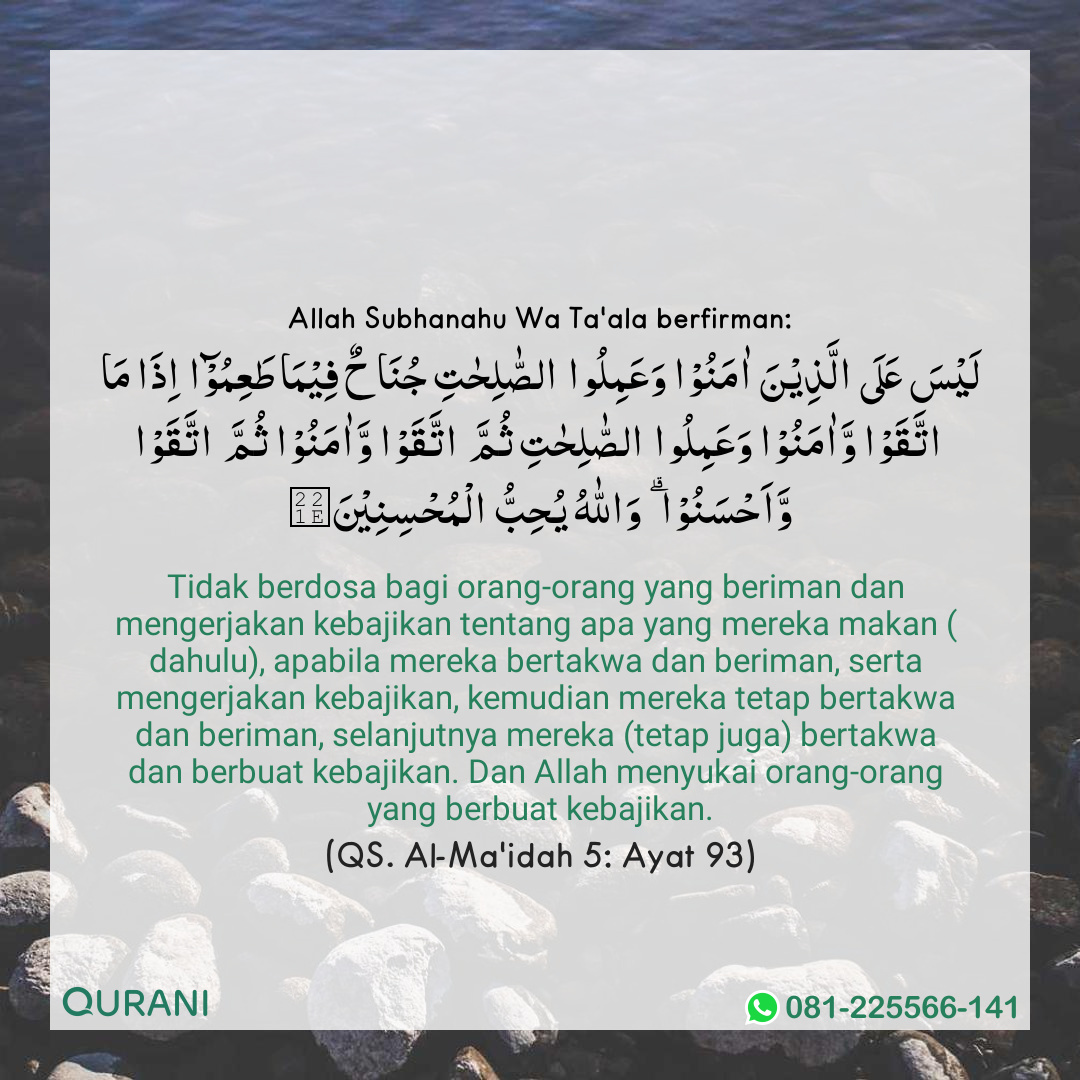 Allah Subhanahu Wa Ta'ala berfirman:
لَيْسَ عَلَى الَّذِيْنَ اٰمَنُوْا وَعَمِلُوا الصّٰلِحٰتِ جُنَاحٌ فِيْمَا طَعِمُوْٓا اِذَا مَا
اتَّقَوْا وَّاٰمَنُوْا وَعَمِلُوا الصّٰلِحٰتِ ثُمَّ اتَّقَوْا وَّاٰمَنُوْا ثُمَّ اتَّقَوْا
وَّاَحْسَنُوْا ۗ وَاللّٰهُ يُحِبُّ الْمُحْسِنِيْنَ∞
Tidak berdosa bagi orang-orang yang beriman dan
mengerjakan kebajikan tentang apa yang mereka makan (
dahulu), apabila mereka bertakwa dan beriman, serta
mengerjakan kebajikan, kemudian mereka tetap bertakwa
dan beriman, selanjutnya mereka (tetap juga) bertakwa
dan berbuat kebajikan. Dan Allah menyukai orang-orang
yang berbuat kebajikan.
(QS. Al-Ma'idah 5: Ayat 93)
QURANI
081-225566-141